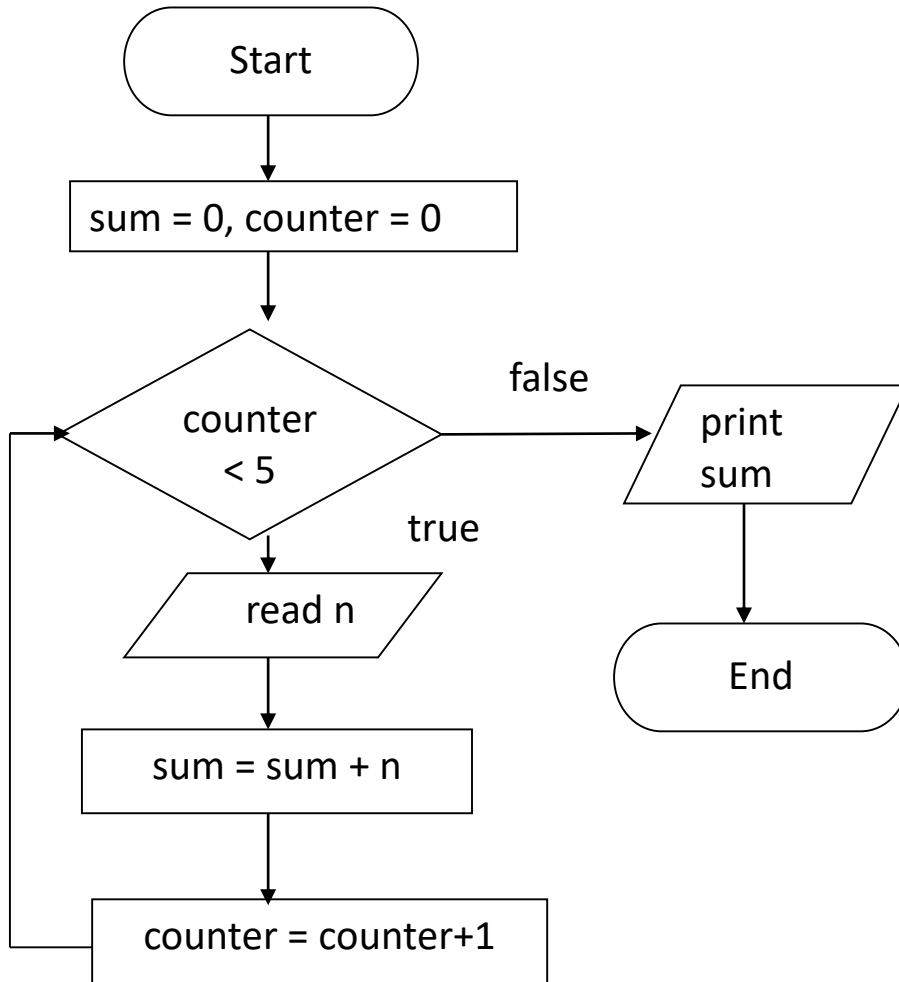 Start
sum = 0, counter = 0
counter
< 5
false
print
sum
true
read n
End
sum = sum + n
counter = counter+1